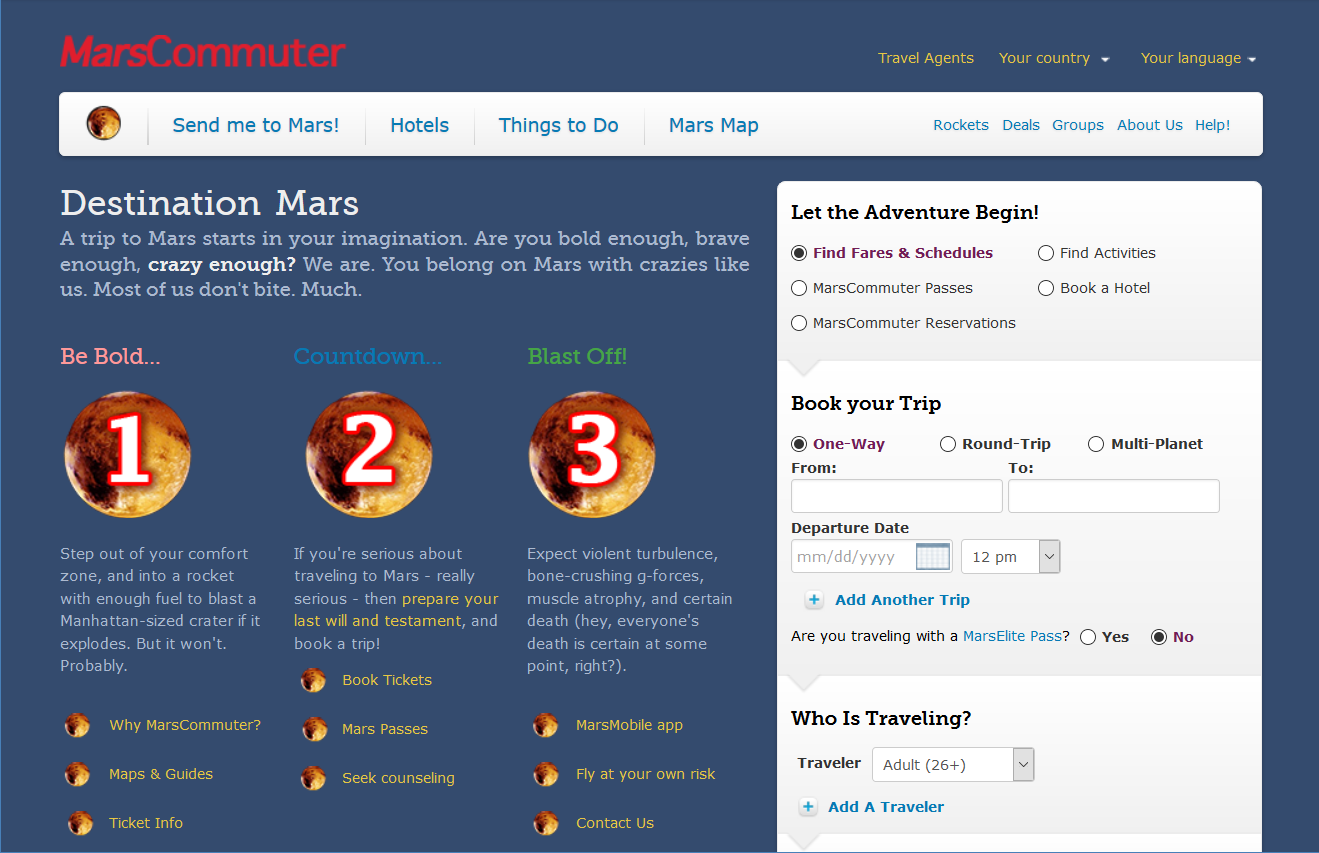 MarsCommuter
Travel Agents
Your country
Your language
Send me to Mars!
Hotels
Things to Do
Mars Map
Rockets
Deals
Groups
About Us
Help!
Destination Mars
A trip to Mars starts in your imagination. Are you bold enough, brave
enough, crazy enough? We are. You belong on Mars with crazies like
us. Most of us don't bite. Much.
Be Bold...
1
Step out of your comfort
zone, and into a rocket
with enough fuel to blast a
Manhattan-sized crater if it
explodes. But it won't.
Probably.
Why MarsCommuter?
Maps & Guides
Ticket Info
Countdown...
2
If you're serious about
traveling to Mars - really
serious - then prepare your
last will and testament, and
book a trip!
Book Tickets
Mars Passes
Seek counseling
Blast Off!
3
Expect violent turbulence,
bone-crushing g-forces,
muscle atrophy, and certain
death (hey, everyone's
death is certain at some
point, right?).
MarsMobile app
Fly at your own risk
Contact Us
Let the Adventure Begin!
Find Fares & Schedules
Find Activities
MarsCommuter Passes
Book a Hotel
MarsCommuter Reservations
Book your Trip
One-Way
Round-Trip
Multi-Planet
From:
To:
Departure Date
mm/dd/yyyy
12 pm
Add Another Trip
Are you traveling with a MarsElite Pass? Yes No
Who Is Traveling?
Traveler
Adult (26+)
Add A Traveler